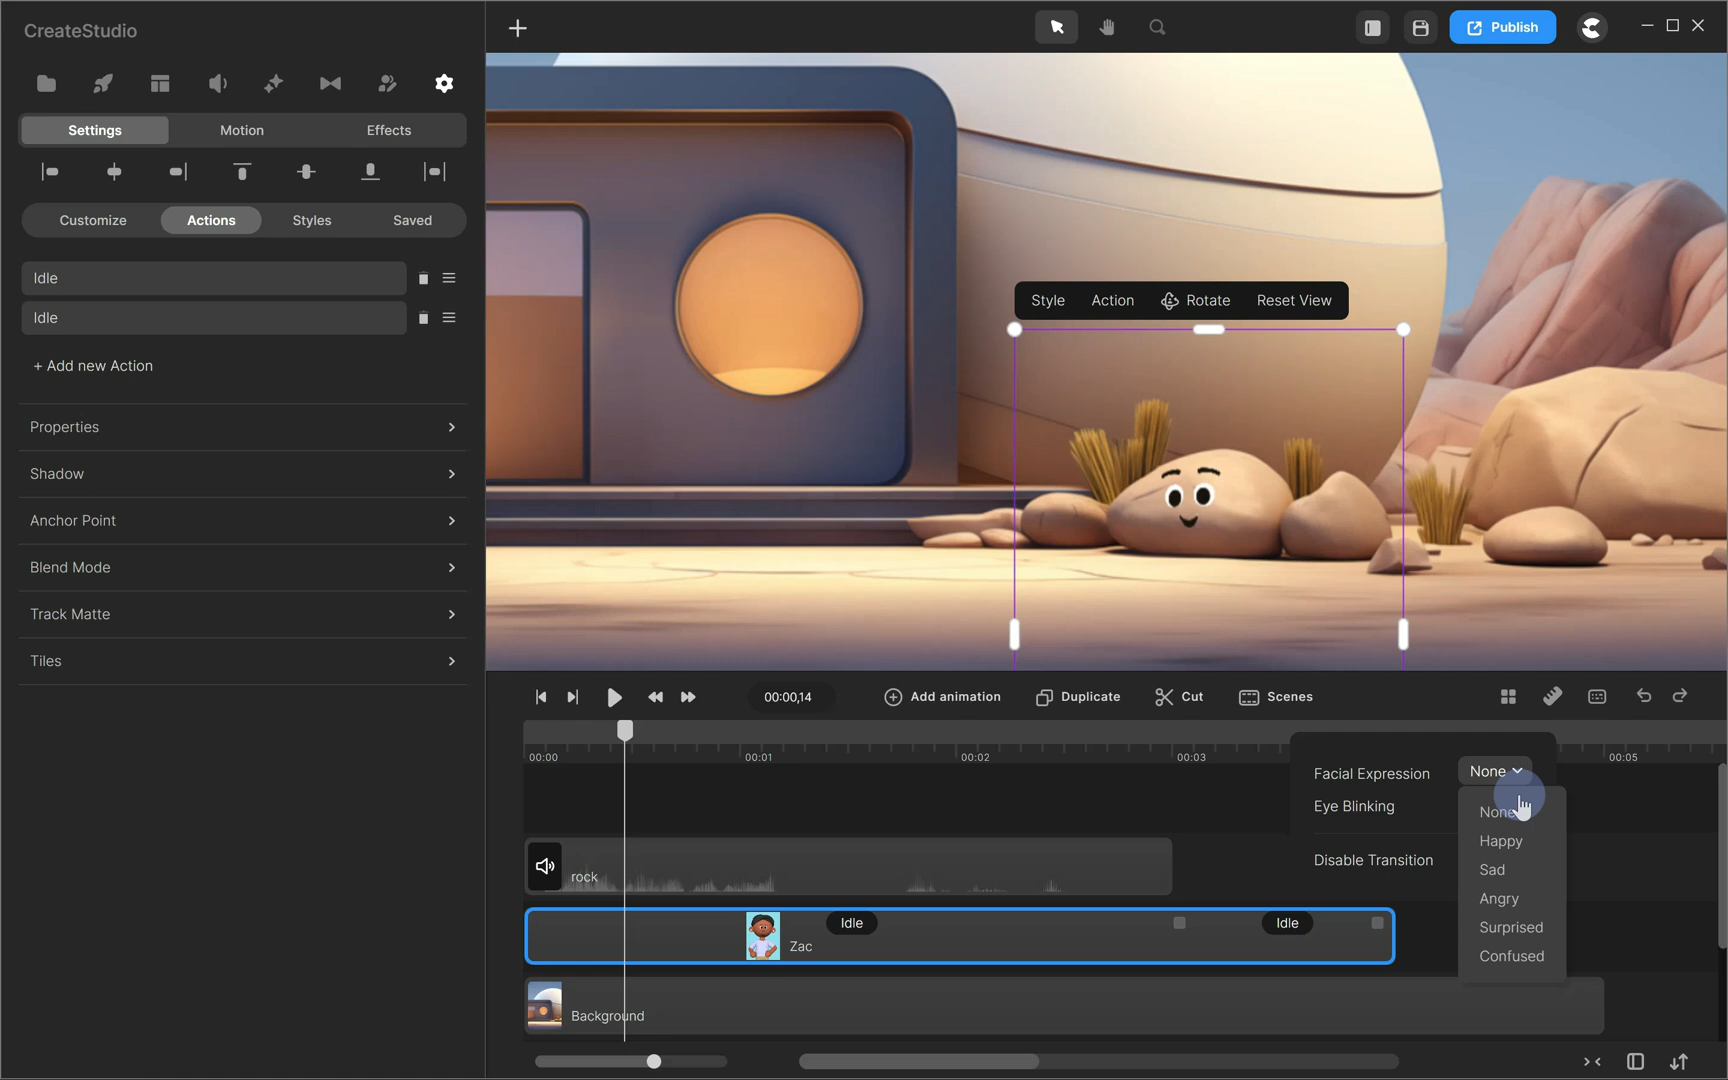 CreateStudio
Publish
Settings
Motion
Effects
Customize
Actions
Styles
Saved
Idle
Idle
+ Add new Action
Properties
Shadow
Anchor Point
Blend Mode
Track Matte
Tiles
Style
Action
Rotate
Reset View
00:00,14
Add animation
Duplicate
Cut
Scenes
00:00
00:01
00:02
00:03
00:05
Facial Expression
None
Eye Blinking
Disable Transition
None
Happy
Sad
Angry
Surprised
Confused
rock
Idle
Idle
Zac
Background